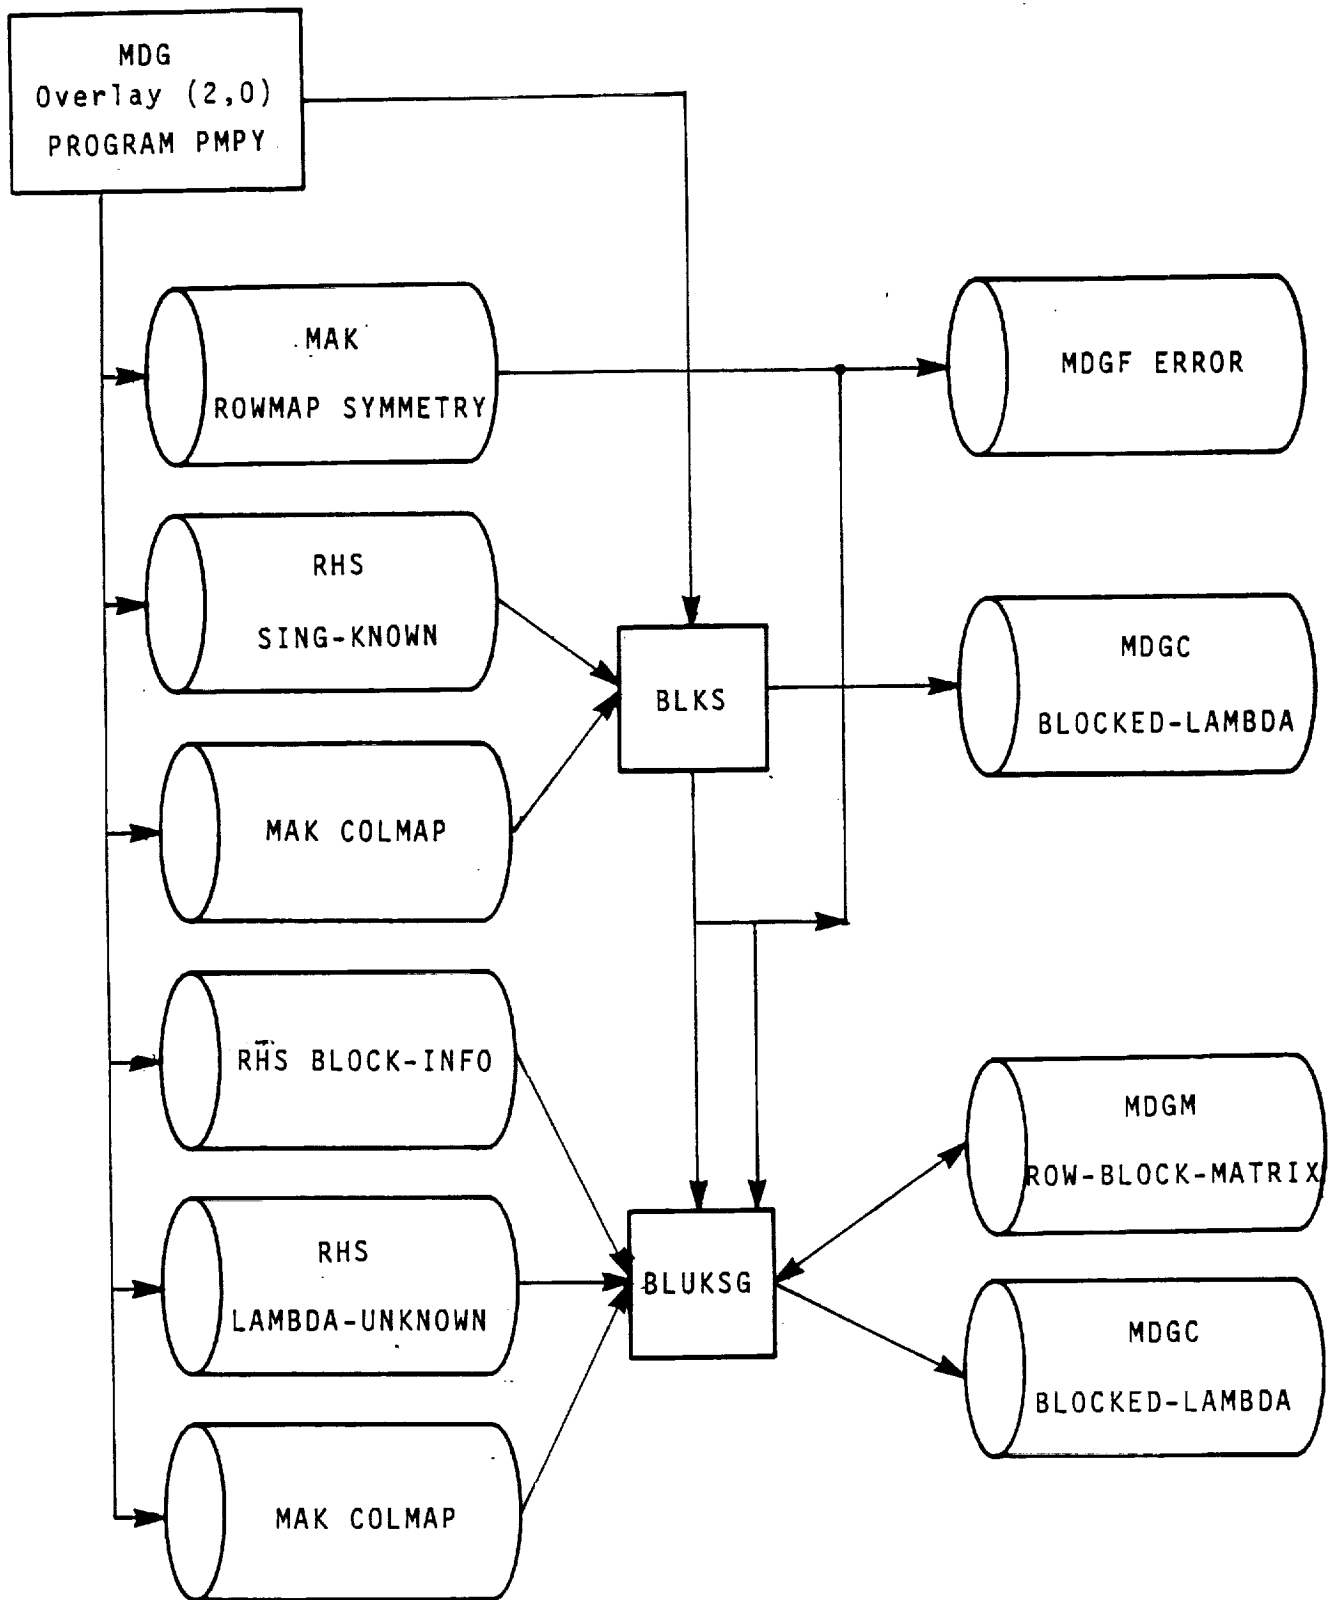 MDG
Overlay (2,0)
PROGRAM PMPY
MAK
ROWMAP SYMMETRY
MDGF ERROR
RHS
SING-KNOWN
BLKS
MDGC
BLOCKED-LAMBDA
MAK COLMAP
RHS BLOCK-INFO
MDGM
ROW-BLOCK-MATRIX
RHS
LAMBDA-UNKNOWN
BLUKSG
MDGC
BLOCKED-LAMBDA
MAK COLMAP